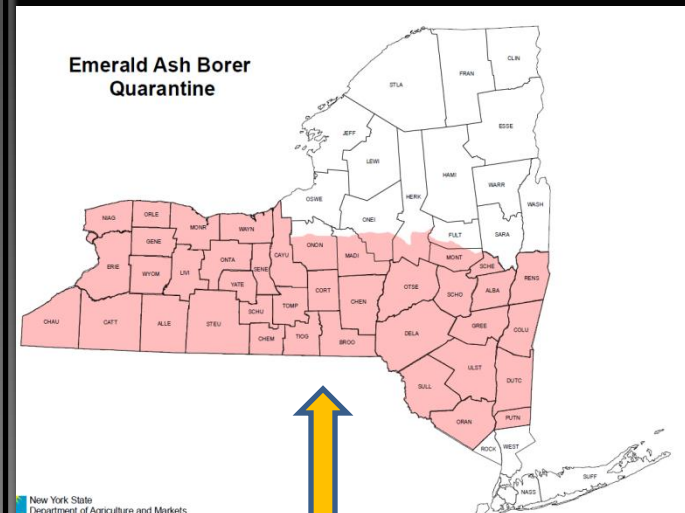 Emerald Ash Borer
Quarantine
CLIN
FRAN
STLA
ESSE
JEFF
LEWI
HAMI
HERK
WARR
WASH
OSWE
ONEI
FULT
SARA
NIAG
ORLE
MONR
WAYN
ONON
MADI
MONT
SCHE
GENE
ONTA
SENE
CAYU
RENS
ERIE
WYOM
LIVI
YATE
CORT
CHEN
OTSE
SCHO
ALBA
SCHU
TOMP
DELA
GREE
COLU
CHAU
CATT
ALLE
STEU
CHEM
TIOG
BROO
ULST
SULL
DUTC
ORAN
PUTN
ROCK
WEST
SUFF
NASS
New York State
Department of Agriculture and Markets